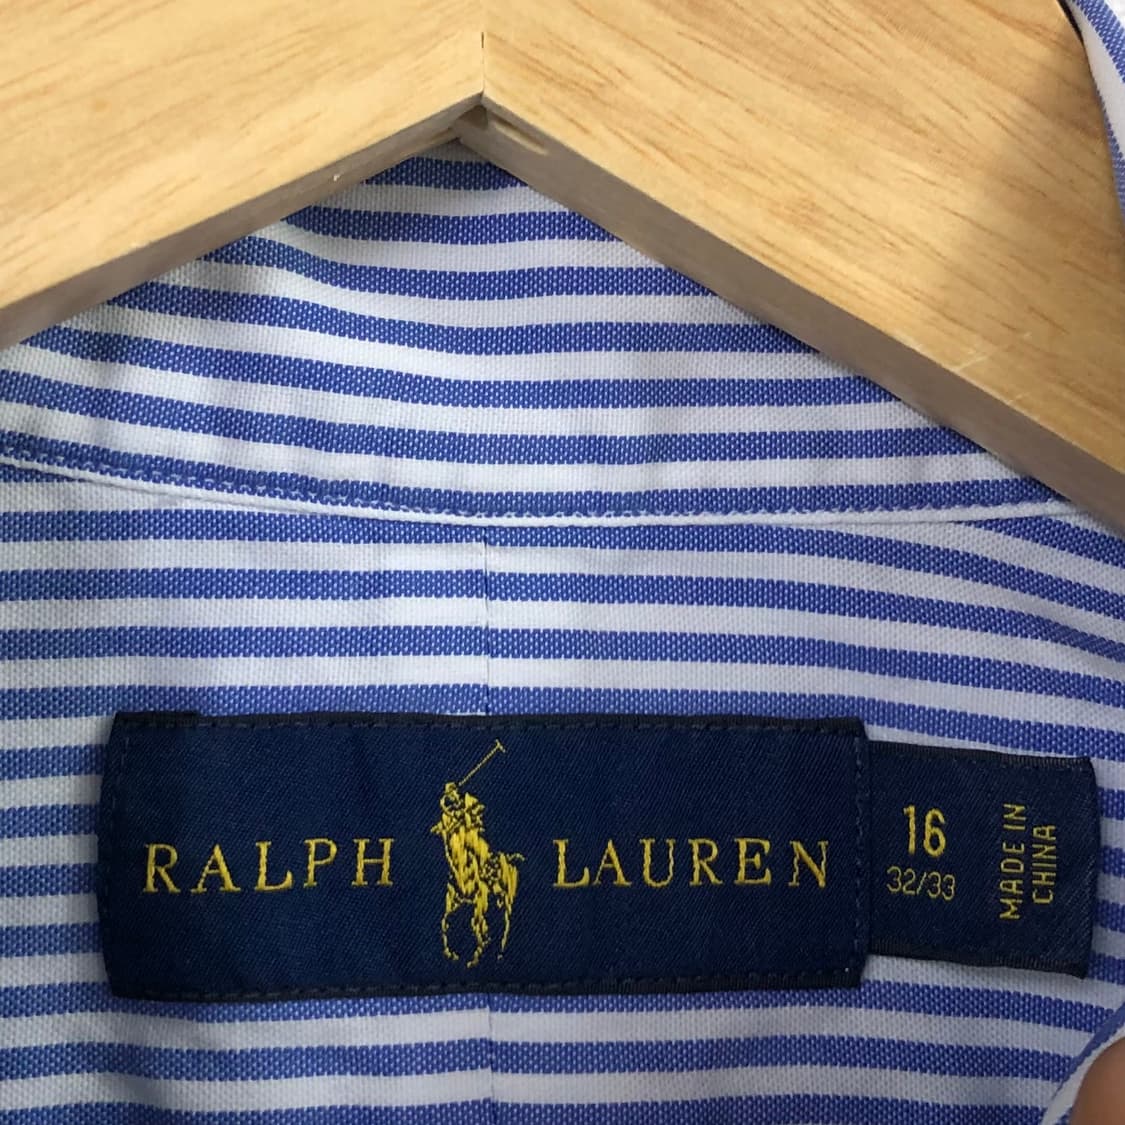 RALPH LAUREN
16
32/33
MADE IN
CHINA